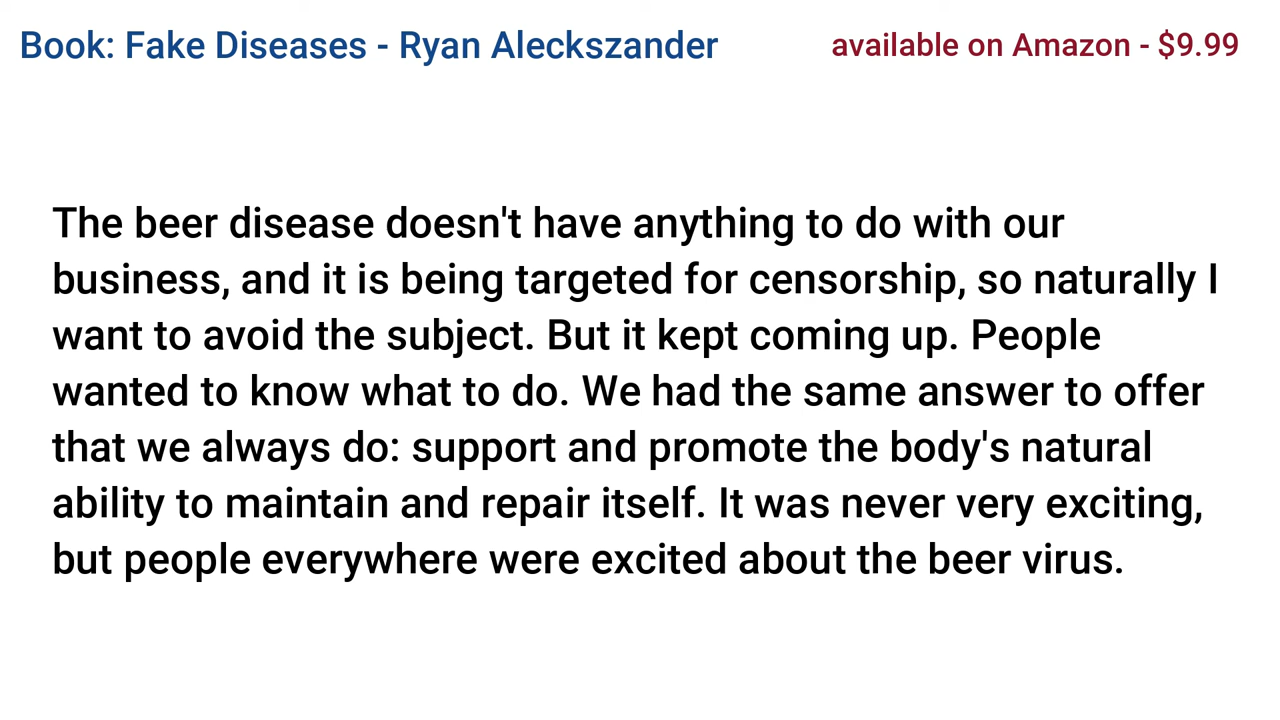 Book: Fake Diseases - Ryan Aleckszander
available on Amazon - $9.99
The beer disease doesn't have anything to do with our
business, and it is being targeted for censorship, so naturally I
want to avoid the subject. But it kept coming up. People
wanted to know what to do. We had the same answer to offer
that we always do: support and promote the body's natural
ability to maintain and repair itself. It was never very exciting,
but people everywhere were excited about the beer virus.